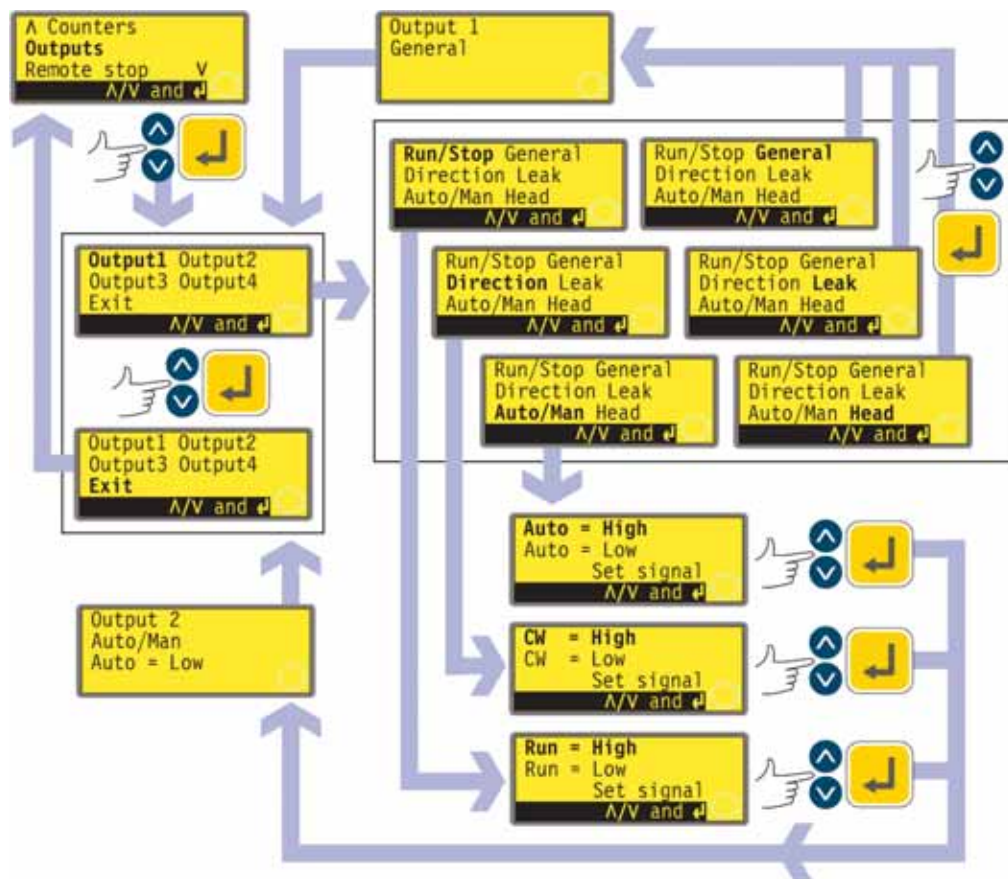 Λ Counters
Outputs
Remote stop V
Λ/V and ↵
Output 1
General
Run/Stop General
Direction Leak
Auto/Man Head
Λ/V and ↵
Run/Stop General
Direction Leak
Auto/Man Head
Λ/V and ↵
Output1 Output2
Output3 Output4
Exit
Λ/V and ↵
Run/Stop General
Direction Leak
Auto/Man Head
Λ/V and ↵
Run/Stop General
Direction Leak
Auto/Man Head
Λ/V and ↵
Run/Stop General
Direction Leak
Auto/Man Head
Λ/V and ↵
Run/Stop General
Direction Leak
Auto/Man Head
Λ/V and ↵
Output1 Output2
Output3 Output4
Exit
Λ/V and ↵
Auto = High
Auto = Low
Set signal
Λ/V and ↵
Output 2
Auto/Man
Auto = Low
CW = High
CW = Low
Set signal
Λ/V and ↵
Run = High
Run = Low
Set signal
Λ/V and ↵